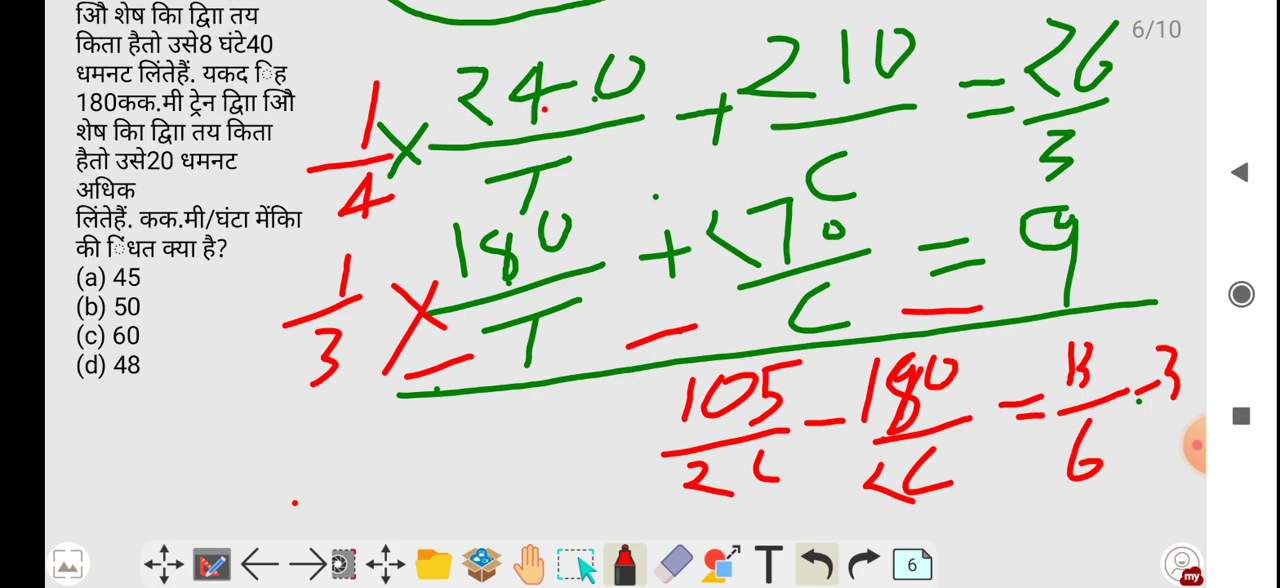 औि शेष काि द्वािा तय
किता हैतो उसे8 घंटे40
धमनट लिंतेहैं. यकद िह
180कक.मी ट्रेन द्वािा औि
शेष काि द्वािा तय किता
हैतो उसे20 धमनट
अधिक
लिंतेहैं. कक.मी/घंटा मेंकाि
की िंधत क्या है?
(a) 45
(b) 50
(c) 60
(d) 48
6/10
1/4 × 240/T + 210/C = 26/3
1/3 × 180/T + 270/C = 9
105/2C - 180/2C = 13/6 - 3
T
6
my